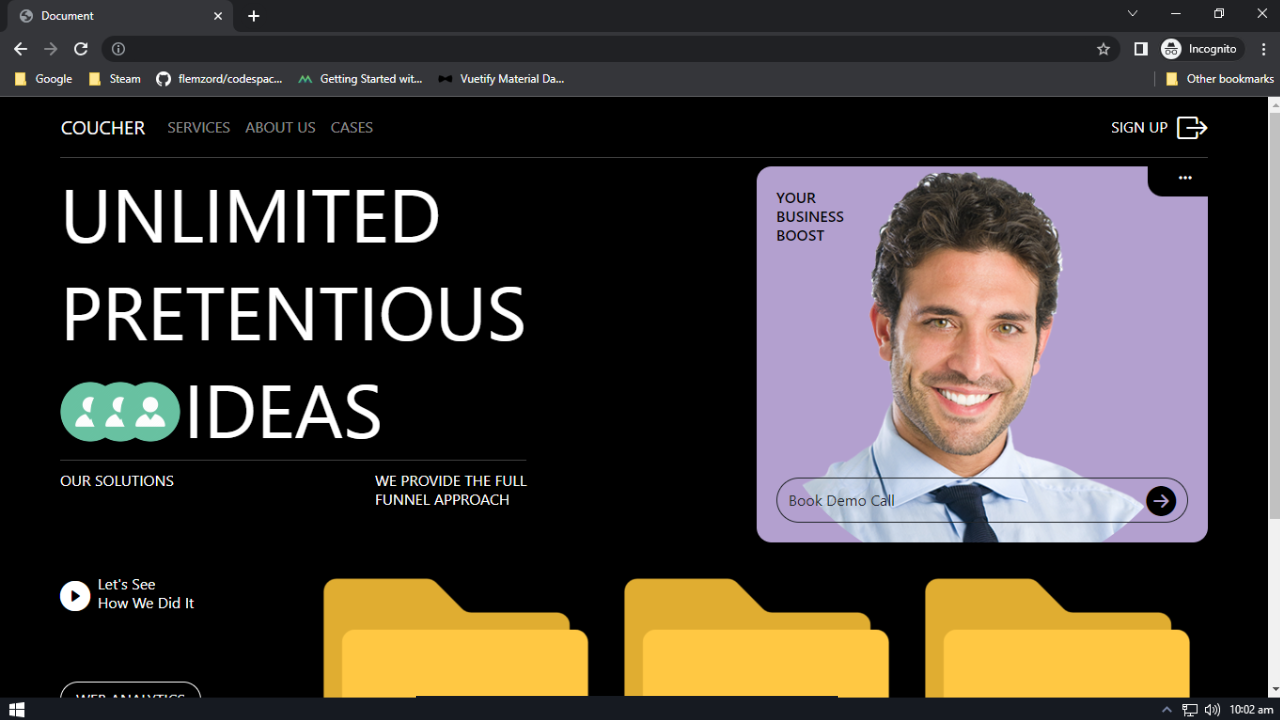 Document
Incognito
Google
Steam
flemzord/codespac...
Getting Started wit...
Vuetify Material Da...
Other bookmarks
COUCHER
SERVICES
ABOUT US
CASES
SIGN UP
UNLIMITED
PRETENTIOUS
IDEAS
YOUR
BUSINESS
BOOST
Book Demo Call
OUR SOLUTIONS
WE PROVIDE THE FULL
FUNNEL APPROACH
Let's See
How We Did It
WEB ANALYTICS
10:02 am